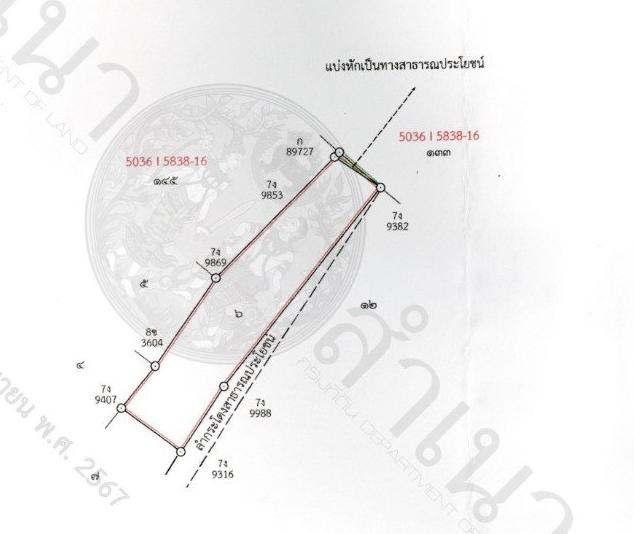 แบ่งหักเป็นทางสาธารณประโยชน์
5036 I 5838-16
๑๓๓
ก
89727
5036 I 5838-16
๑๔๕
7ง
9853
7ง
9382
7ง
9869
๕
๖
๑๒
8ช
3604
๔
7ง
9407
7ง
9988
ลำกระโดงสาธารณประโยชน์
7ง
9316
๗
สำเนา
กรมที่ดิน DEPARTMENT OF LAND
พ.ศ. 2567